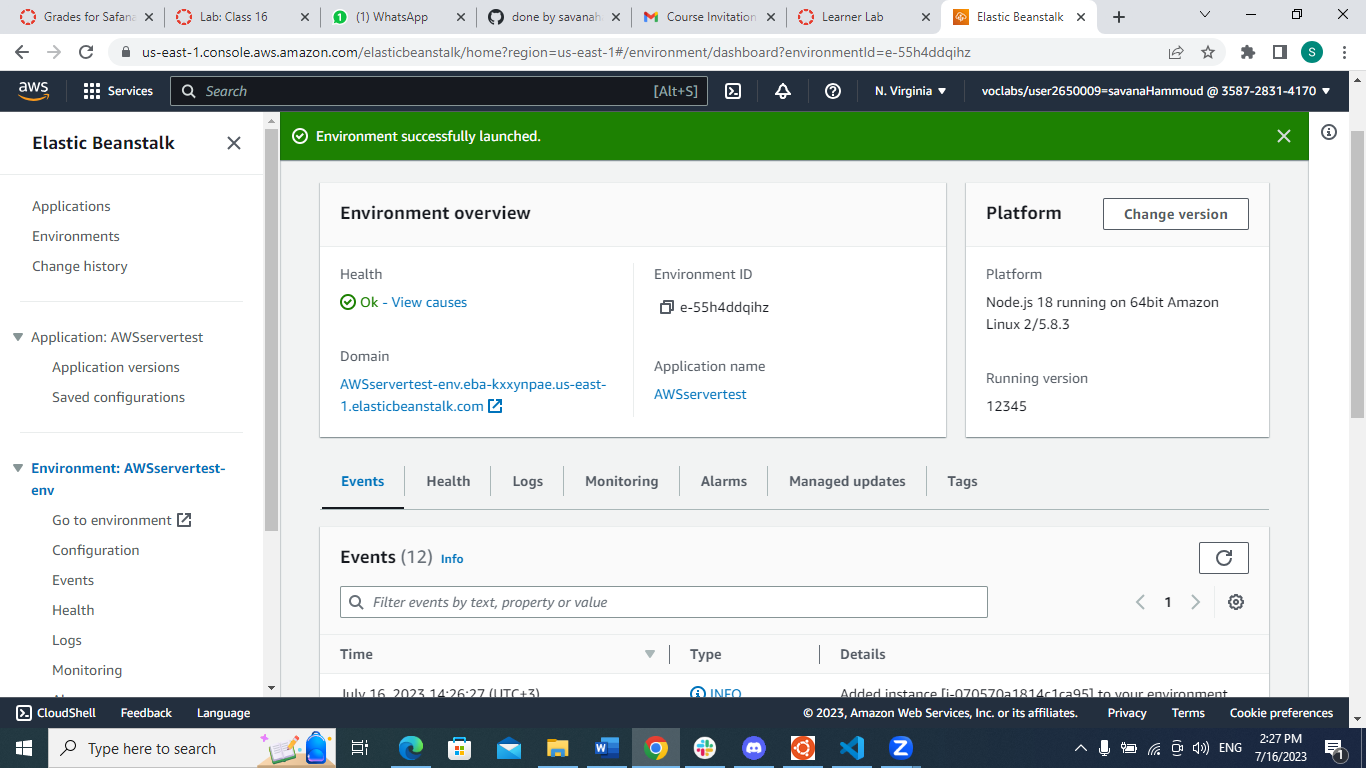 Grades for Safana
Lab: Class 16
(1) WhatsApp
done by savanah
Course Invitation
Learner Lab
Elastic Beanstalk
us-east-1.console.aws.amazon.com/elasticbeanstalk/home?region=us-east-1#/environment/dashboard?environmentId=e-55h4ddqihz
S
aws
Services
Search
[Alt+S]
N. Virginia
voclabs/user2650009=savanaHammoud @ 3587-2831-4170
Elastic Beanstalk
Applications
Environments
Change history
Application: AWSservertest
Application versions
Saved configurations
Environment: AWSservertest-
env
Go to environment
Configuration
Events
Health
Logs
Monitoring
Environment successfully launched.
Environment overview
Health
Ok - View causes
Domain
AWSservertest-env.eba-kxxynpae.us-east-
1.elasticbeanstalk.com
Environment ID
e-55h4ddqihz
Application name
AWSservertest
Platform
Change version
Platform
Node.js 18 running on 64bit Amazon
Linux 2/5.8.3
Running version
12345
Events
Health
Logs
Monitoring
Alarms
Managed updates
Tags
Events (12) Info
Filter events by text, property or value
1
Time
Type
Details
July 16, 2023 14:26:27 (UTC+3)
INFO
Added instance [i-070570a1814c1ca95] to your environment.
CloudShell
Feedback
Language
© 2023, Amazon Web Services, Inc. or its affiliates.
Privacy
Terms
Cookie preferences
Type here to search
ENG
2:27 PM
7/16/2023
1